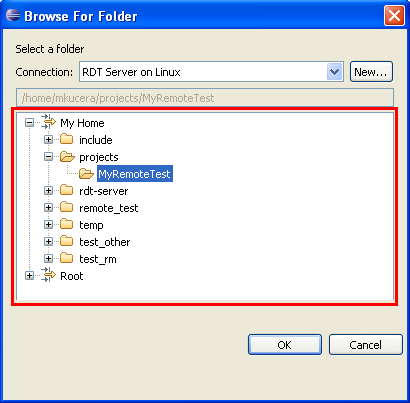 Browse For Folder
Select a folder
Connection: RDT Server on Linux New...
/home/mkucera/projects/MyRemoteTest
My Home
include
projects
MyRemoteTest
rdt-server
remote_test
temp
test_other
test_rm
Root
OK Cancel